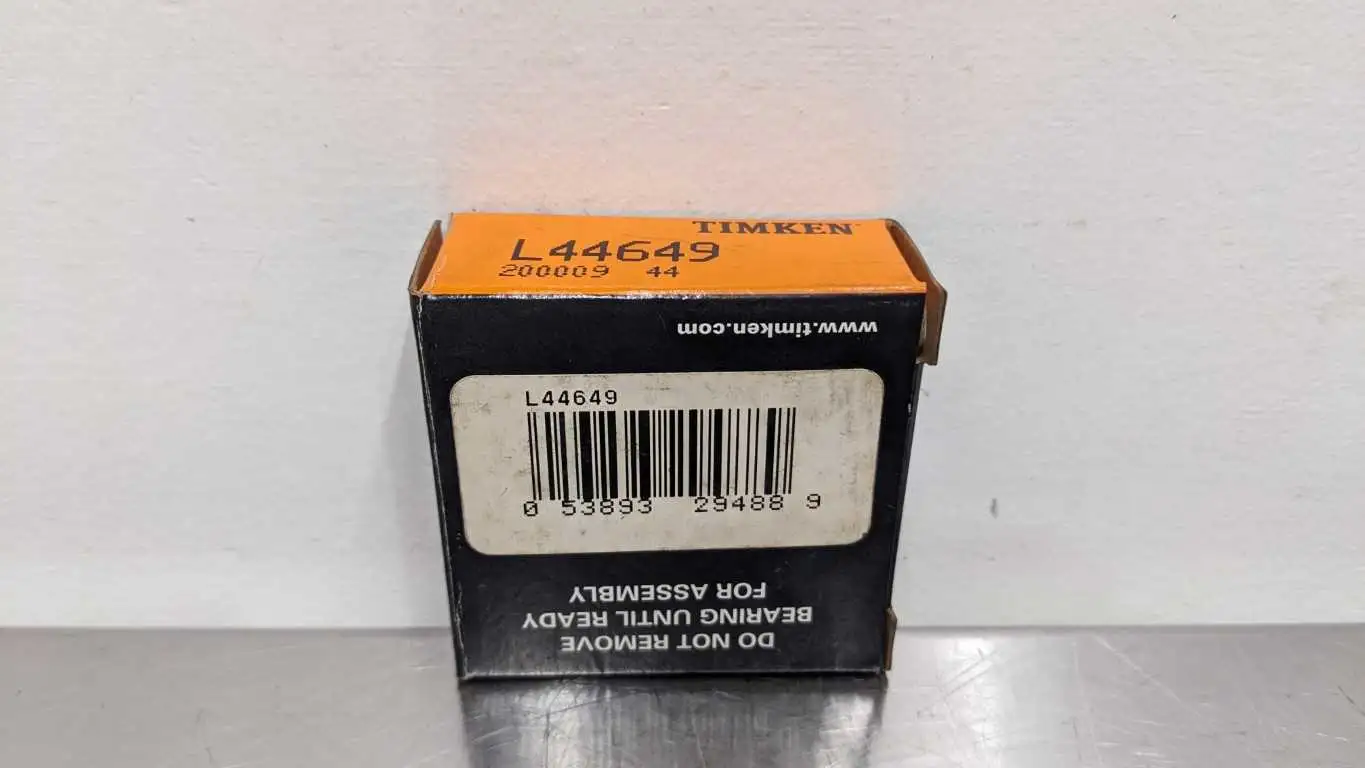 TIMKEN
L44649
200009 44
www.timken.com
L44649
0 53893 29488 9
DO NOT REMOVE
BEARING UNTIL READY
FOR ASSEMBLY